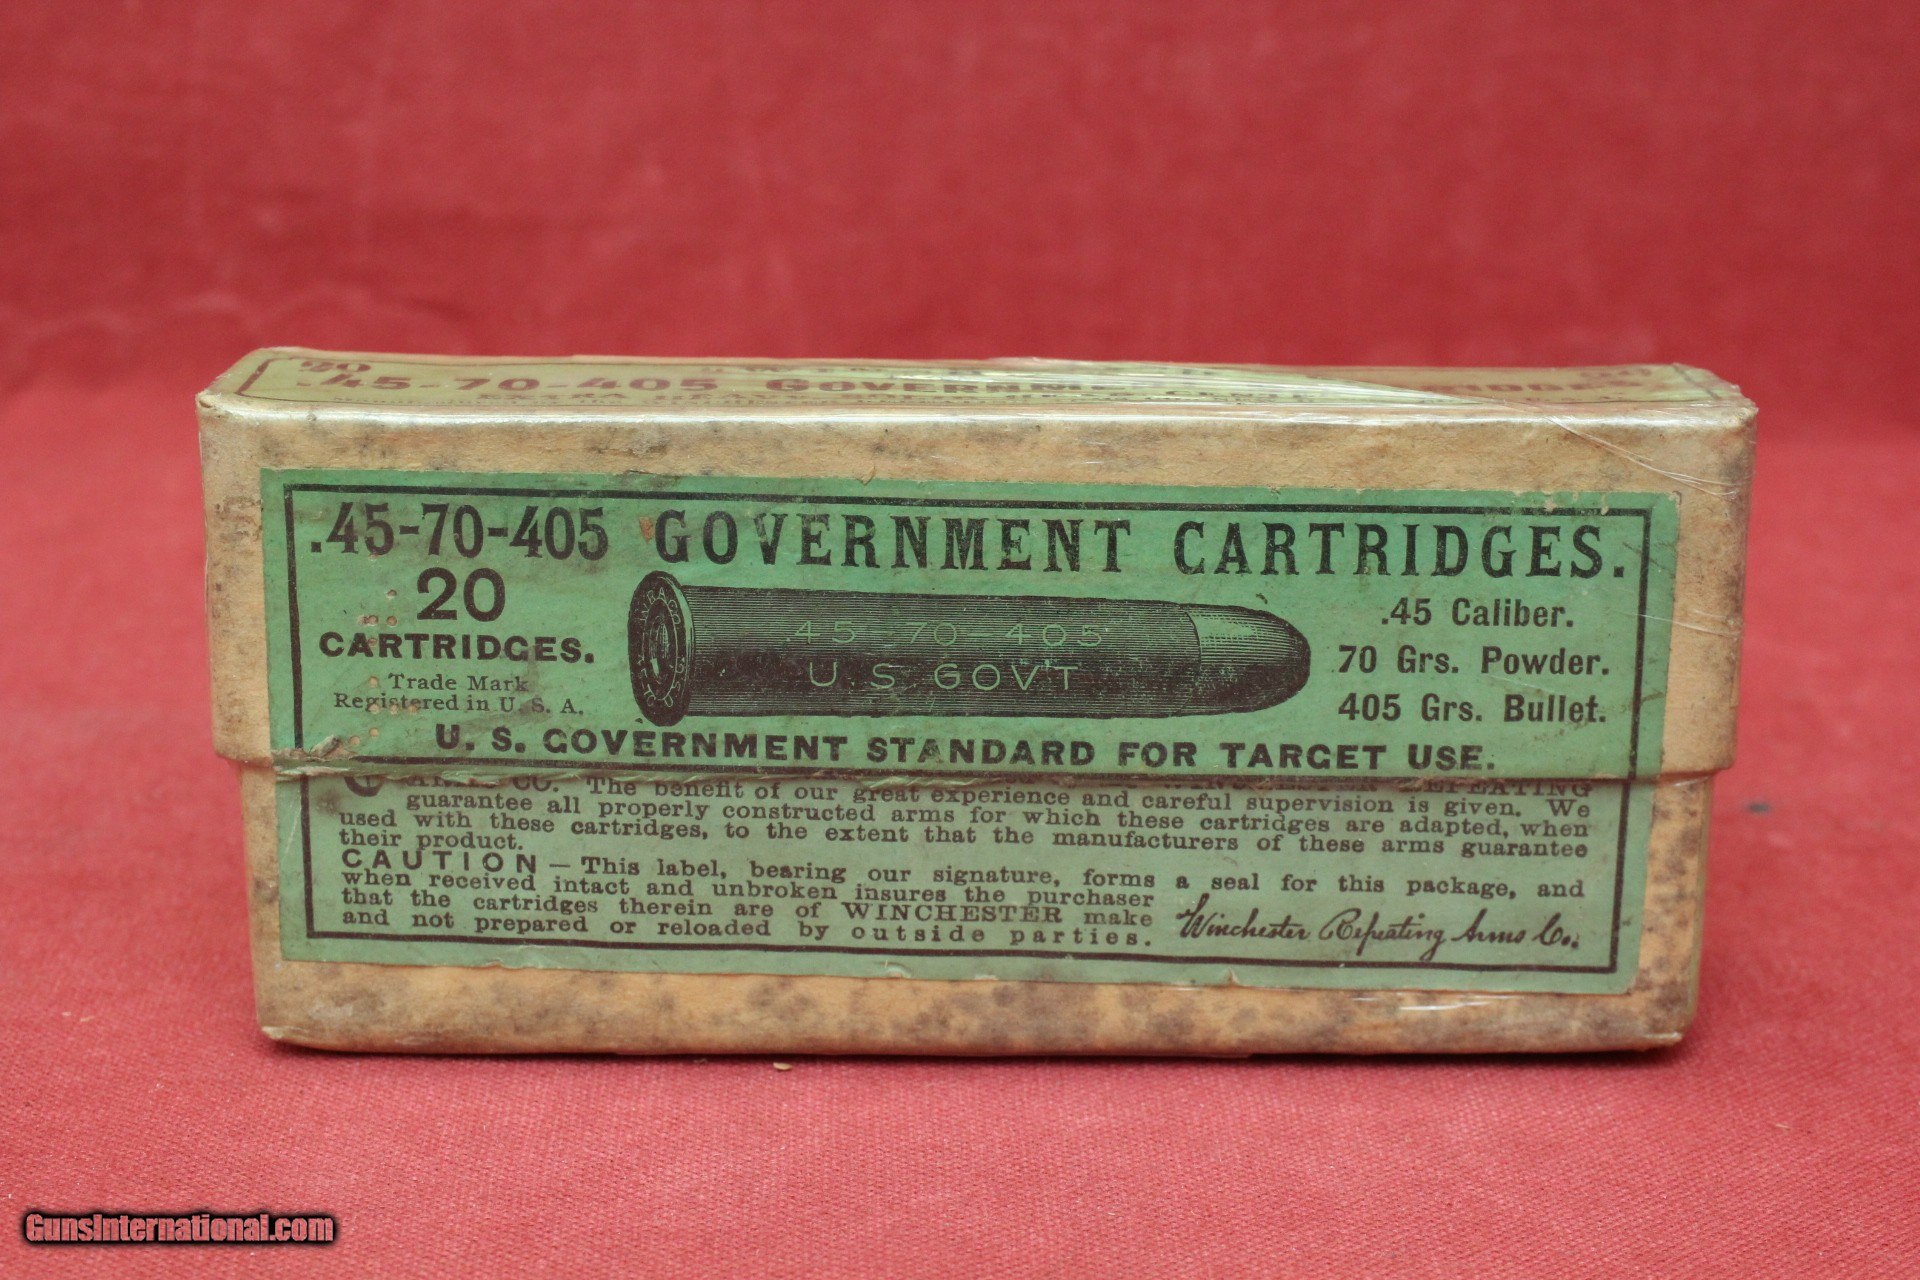 .45-70-405 GOVERNME
.45-70-405 GOVERNMENT CARTRIDGES.
20
CARTRIDGES.
Trade Mark
Registered in U. S. A.
W.R.A.CO.
.45-70-405
U.S. GOV'T
.45 Caliber.
70 Grs. Powder.
405 Grs. Bullet.
U. S. GOVERNMENT STANDARD FOR TARGET USE.
CO. The benefit of our great experience and careful supervision is given. We
guarantee all properly constructed arms for which these cartridges are adapted, when
used with these cartridges, to the extent that the manufacturers of these arms guarantee
their product.
CAUTION — This label, bearing our signature, forms a seal for this package, and
when received intact and unbroken insures the purchaser
that the cartridges therein are of WINCHESTER make
and not prepared or reloaded by outside parties.
Winchester Repeating Arms Co.
GunsInternational.com